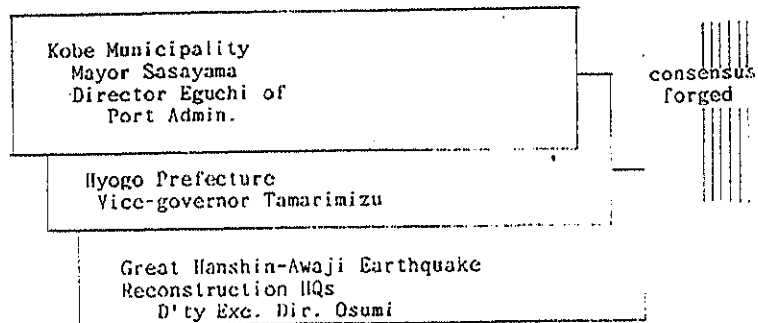 Kobe Municipality
Mayor Sasayama
Director Eguchi of
Port Admin.
consensus
forged
Hyogo Prefecture
Vice-governor Tamarimizu
Great Hanshin-Awaji Earthquake
Reconstruction HQs
D'ty Exc. Dir. Osumi